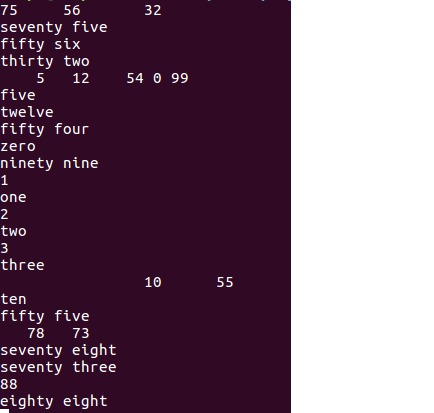 75     56       32
seventy five
fifty six
thirty two
    5   12    54 0 99
five
twelve
fifty four
zero
ninety nine
1
one
2
two
3
three
                10      55
ten
fifty five
   78   73
seventy eight
seventy three
88
eighty eight